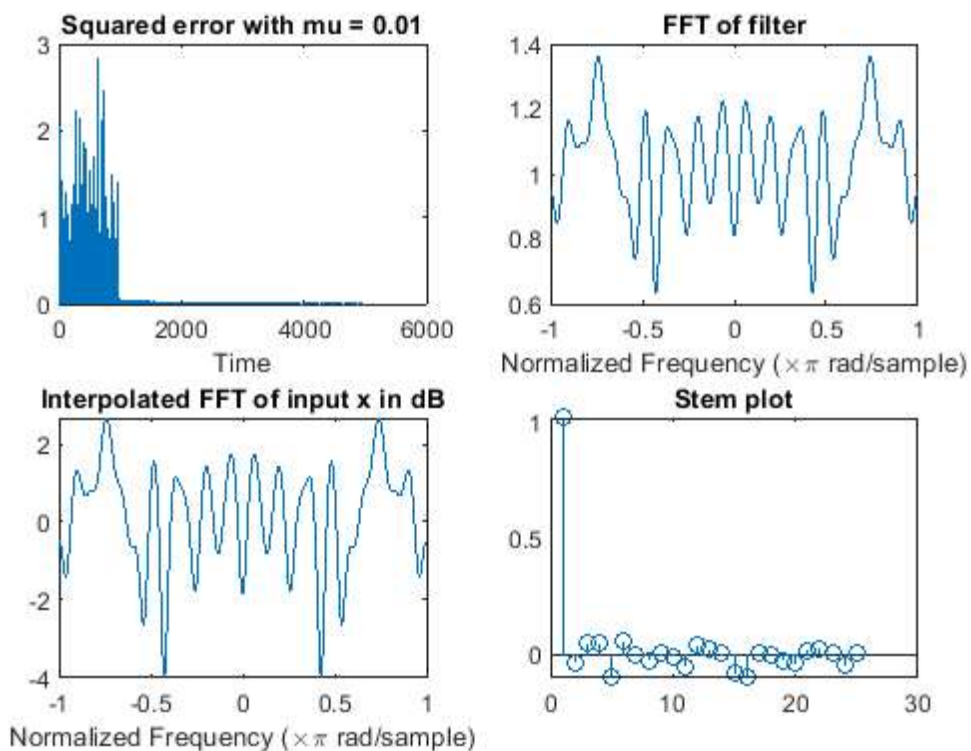 Squared error with mu = 0.01
3
2
1
0
0 2000 4000 6000
Time
FFT of filter
1.4
1.2
1
0.8
0.6
-1 -0.5 0 0.5 1
Normalized Frequency (×π rad/sample)
Interpolated FFT of input x in dB
2
0
-2
-4
-1 -0.5 0 0.5 1
Normalized Frequency (×π rad/sample)
Stem plot
1
0.5
0
0 10 20 30